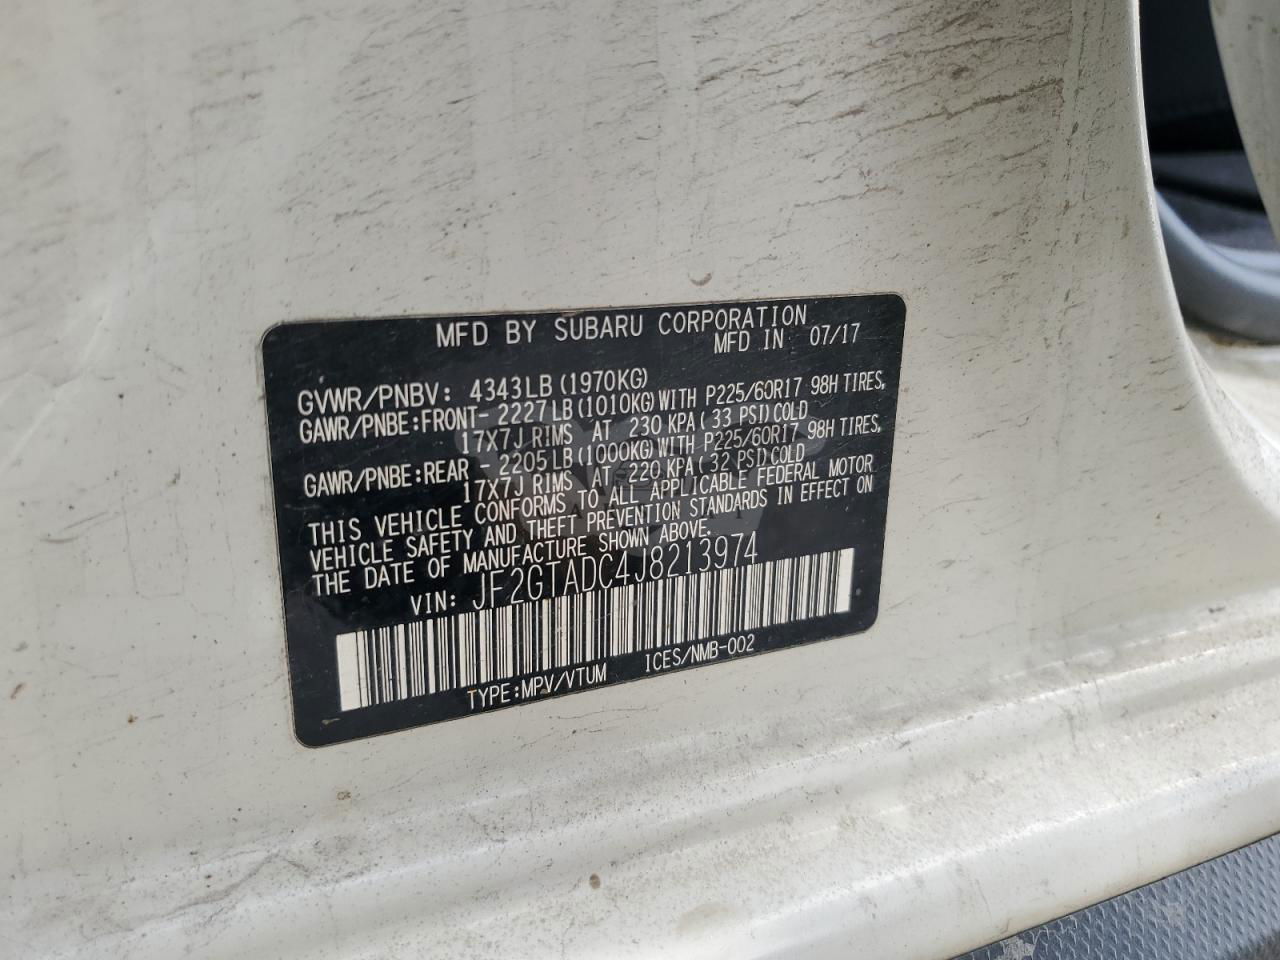 MFD BY SUBARU CORPORATION
MFD IN 07/17
GVWR/PNBV: 4343LB(1970KG)
GAWR/PNBE:FRONT-2227LB(1010KG)WITH P225/60R17 98H TIRES,
17X7J RIMS AT 230 KPA(33 PSI)COLD
GAWR/PNBE:REAR -2205LB(1000KG)WITH P225/60R17 98H TIRES,
17X7J RIMS AT 220 KPA(32 PSI)COLD
THIS VEHICLE CONFORMS TO ALL APPLICABLE FEDERAL MOTOR
VEHICLE SAFETY AND THEFT PREVENTION STANDARDS IN EFFECT ON
THE DATE OF MANUFACTURE SHOWN ABOVE.
VIN: JF2GTADC4J8213974
TYPE:MPV/VTUM ICES/NMB-002